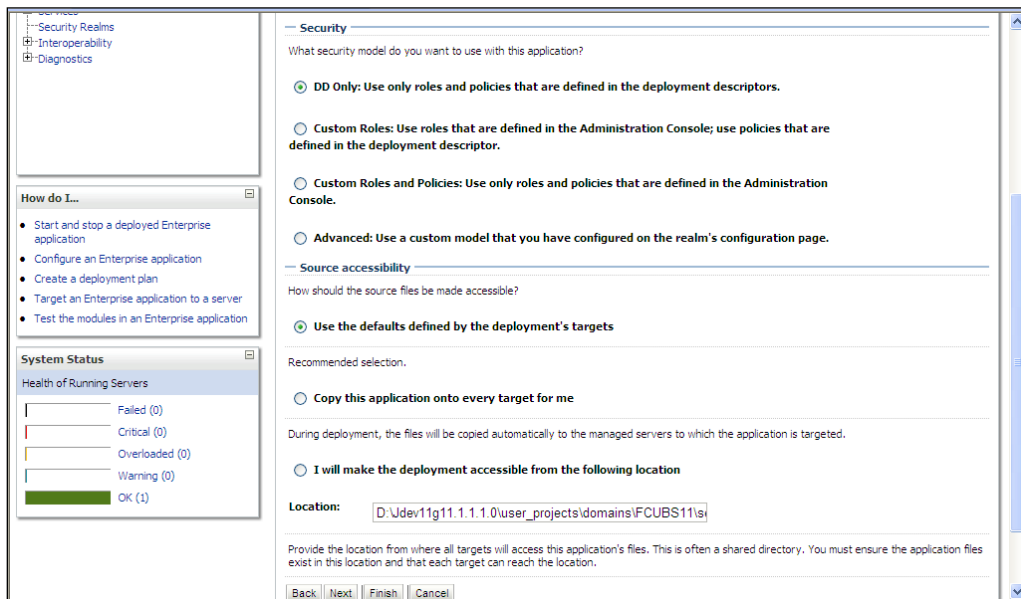 Services
Security Realms
Interoperability
Diagnostics
How do I...
Start and stop a deployed Enterprise
application
Configure an Enterprise application
Create a deployment plan
Target an Enterprise application to a server
Test the modules in an Enterprise application
System Status
Health of Running Servers
Failed (0)
Critical (0)
Overloaded (0)
Warning (0)
OK (1)
Security
What security model do you want to use with this application?
DD Only: Use only roles and policies that are defined in the deployment descriptors.
Custom Roles: Use roles that are defined in the Administration Console; use policies that are
defined in the deployment descriptor.
Custom Roles and Policies: Use only roles and policies that are defined in the Administration
Console.
Advanced: Use a custom model that you have configured on the realm's configuration page.
Source accessibility
How should the source files be made accessible?
Use the defaults defined by the deployment's targets
Recommended selection.
Copy this application onto every target for me
During deployment, the files will be copied automatically to the managed servers to which the application is targeted.
I will make the deployment accessible from the following location
Location:
D:\Jdev11g11.1.1.1.0\user_projects\domains\FCUBS11\se
Provide the location from where all targets will access this application's files. This is often a shared directory. You must ensure the application files
exist in this location and that each target can reach the location.
Back Next Finish Cancel